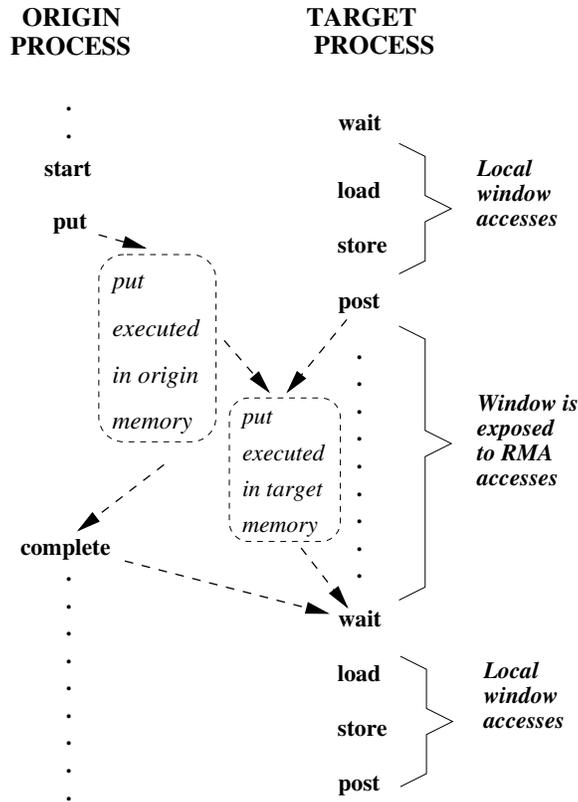 ORIGIN
PROCESS
TARGET
PROCESS
wait
start
load
Local
window
accesses
put
store
put
executed
in origin
memory
post
put
executed
in target
memory
Window is
exposed
to RMA
accesses
complete
wait
load
store
post
Local
window
accesses